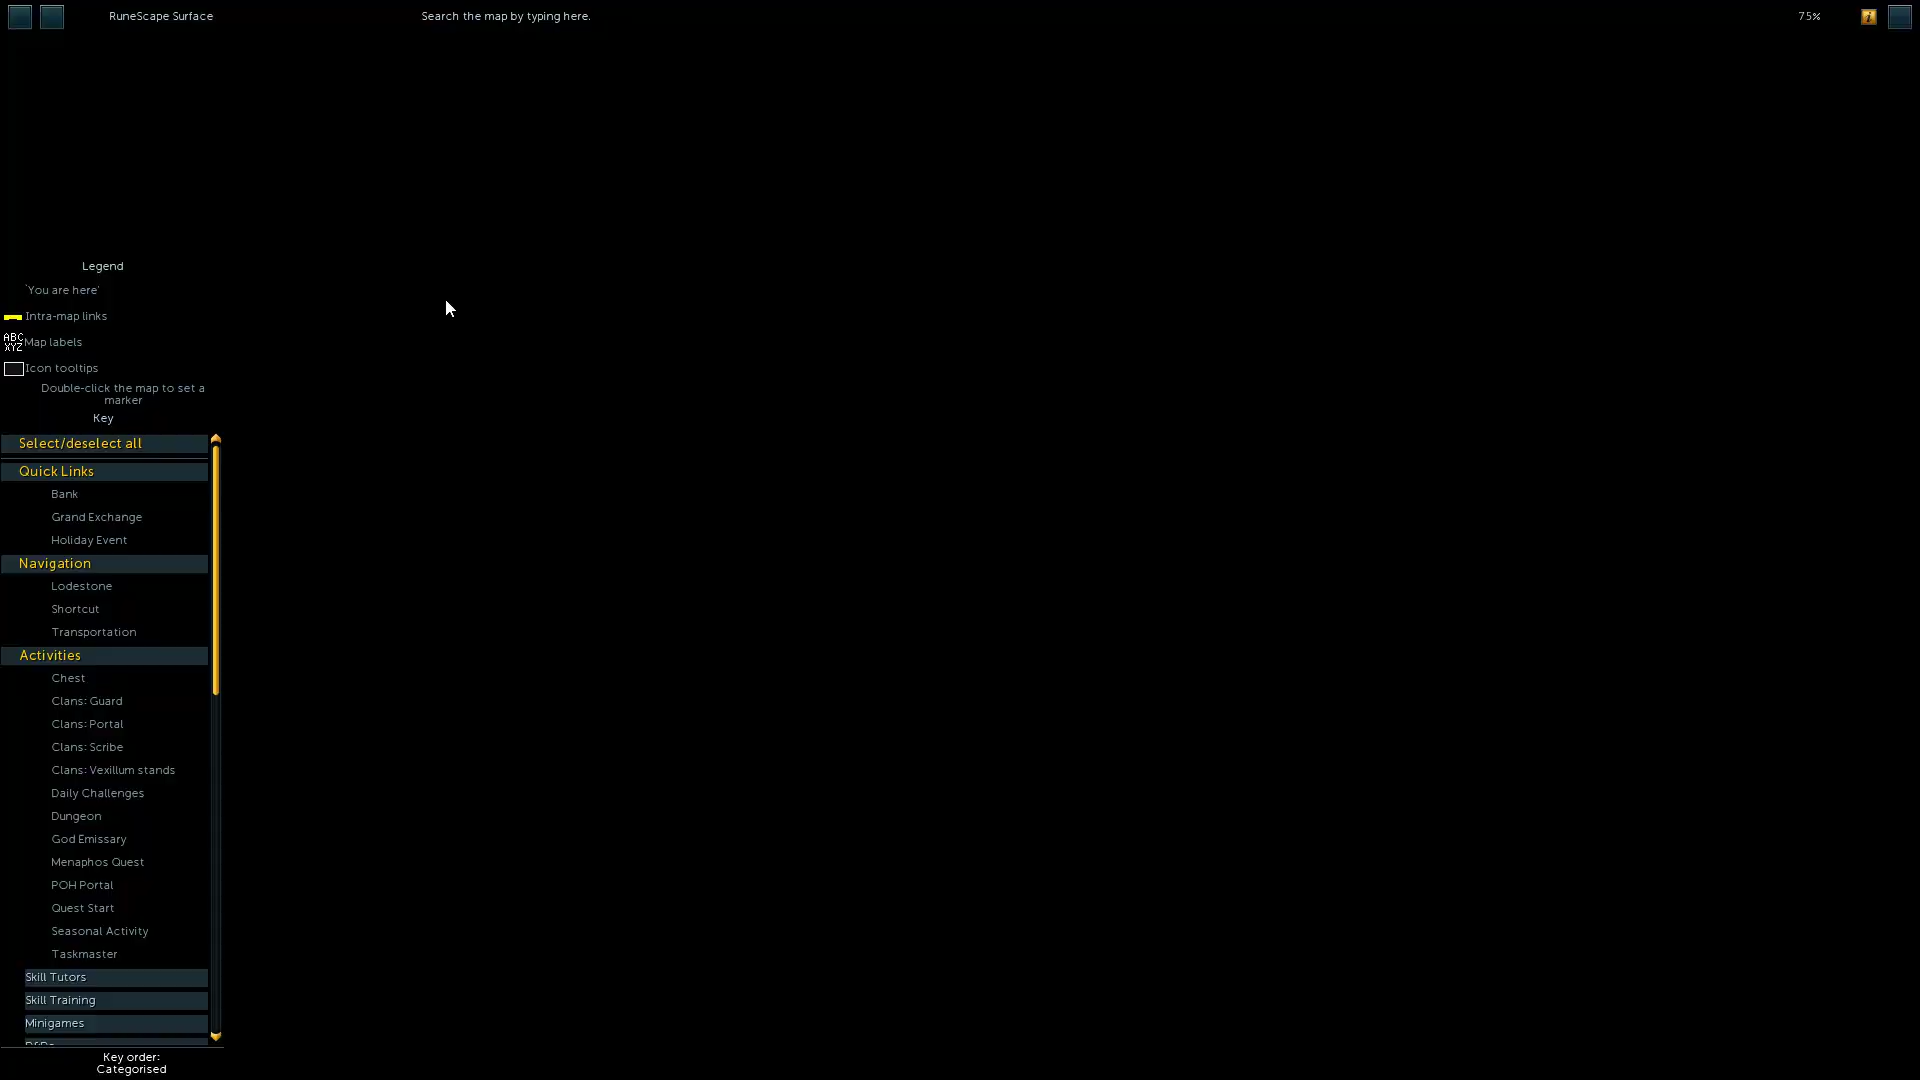 RuneScape Surface
Search the map by typing here.
75%
Legend
'You are here'
Intra-map links
ABC
XYZ
Map labels
Icon tooltips
Double-click the map to set a
marker
Key
Select/deselect all
Quick Links
Bank
Grand Exchange
Holiday Event
Navigation
Lodestone
Shortcut
Transportation
Activities
Chest
Clans: Guard
Clans: Portal
Clans: Scribe
Clans: Vexillum stands
Daily Challenges
Dungeon
God Emissary
Menaphos Quest
POH Portal
Quest Start
Seasonal Activity
Taskmaster
Skill Tutors
Skill Training
Minigames
Key order:
Categorised